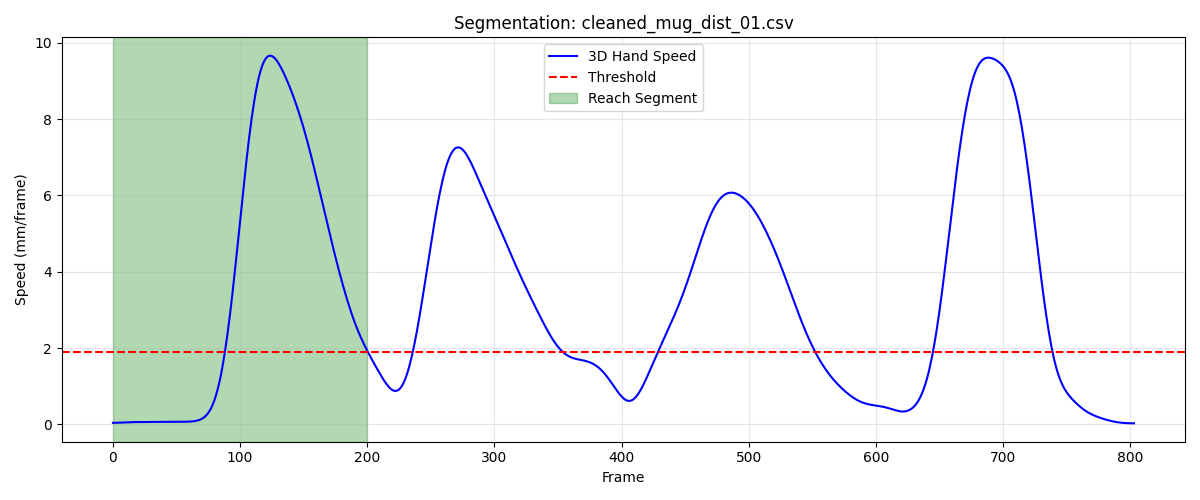 Segmentation: cleaned_mug_dist_01.csv
3D Hand Speed
Threshold
Reach Segment
Speed (mm/frame)
10
8
6
4
2
0
0 100 200 300 400 500 600 700 800
Frame